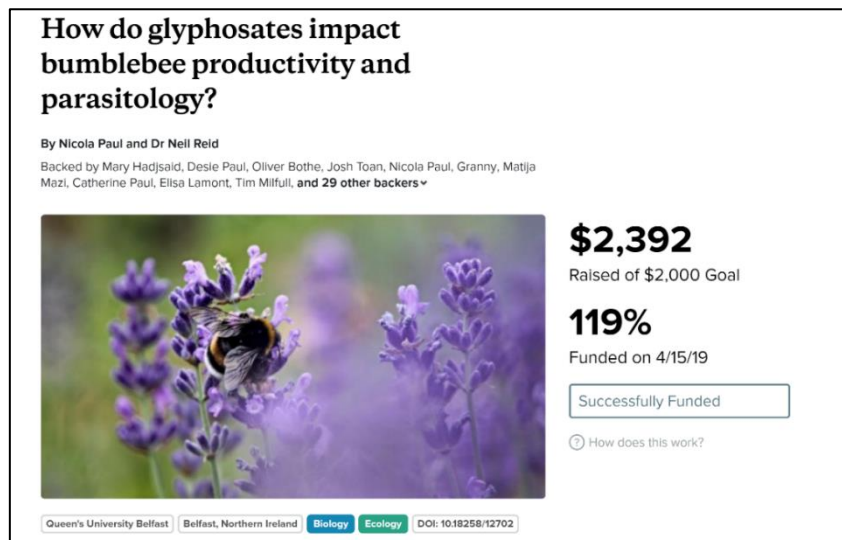 How do glyphosates impact
bumblebee productivity and
parasitology?
By Nicola Paul and Dr Neil Reid
Backed by Mary Hadjsaid, Desie Paul, Oliver Bothe, Josh Toan, Nicola Paul, Granny, Matija
Mazi, Catherine Paul, Elisa Lamont, Tim Milfull, and 29 other backers
$2,392
Raised of $2,000 Goal
119%
Funded on 4/15/19
Successfully Funded
? How does this work?
Queen's University Belfast Belfast, Northern Ireland Biology Ecology DOI: 10.18258/12702